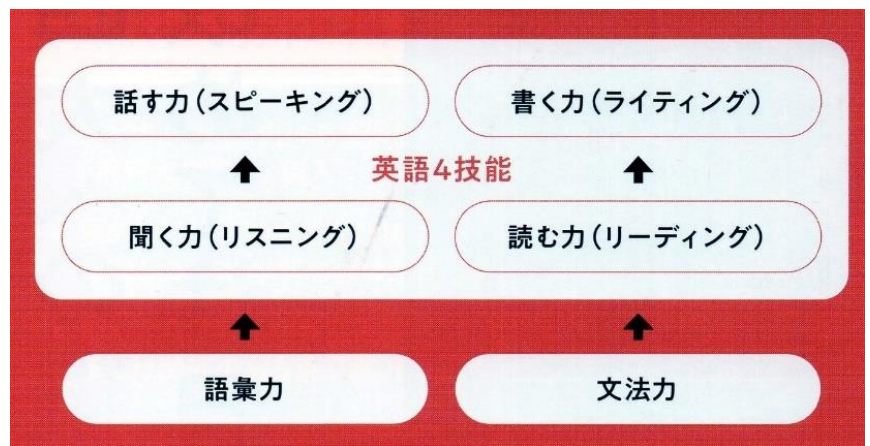 話す力(スピーキング)
書く力(ライティング)
英語4技能
聞く力(リスニング)
読む力(リーディング)
語彙力
文法力